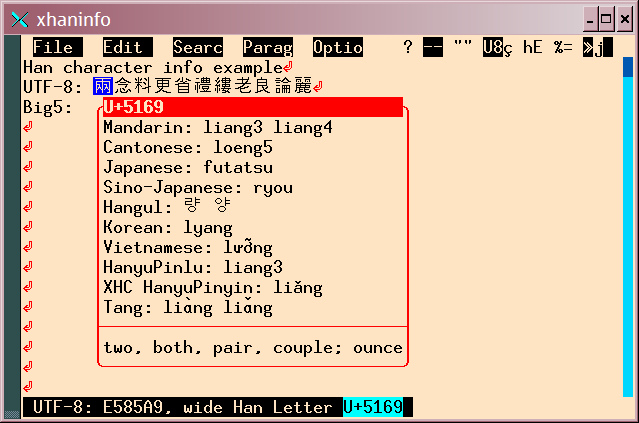 xhaninfo
File Edit Searc Parag Optio ? -- "" U8ç hE %= »j
Han character info example
UTF-8: 兩念料更省禮縷老良論麗
Big5:
U+5169
Mandarin: liang3 liang4
Cantonese: loeng5
Japanese: futatsu
Sino-Japanese: ryou
Hangul: 량 양
Korean: lyang
Vietnamese: lưỡng
HanyuPinlu: liang3
XHC HanyuPinyin: liǎng
Tang: liàng liǎng
two, both, pair, couple; ounce
UTF-8: E585A9, wide Han Letter U+5169